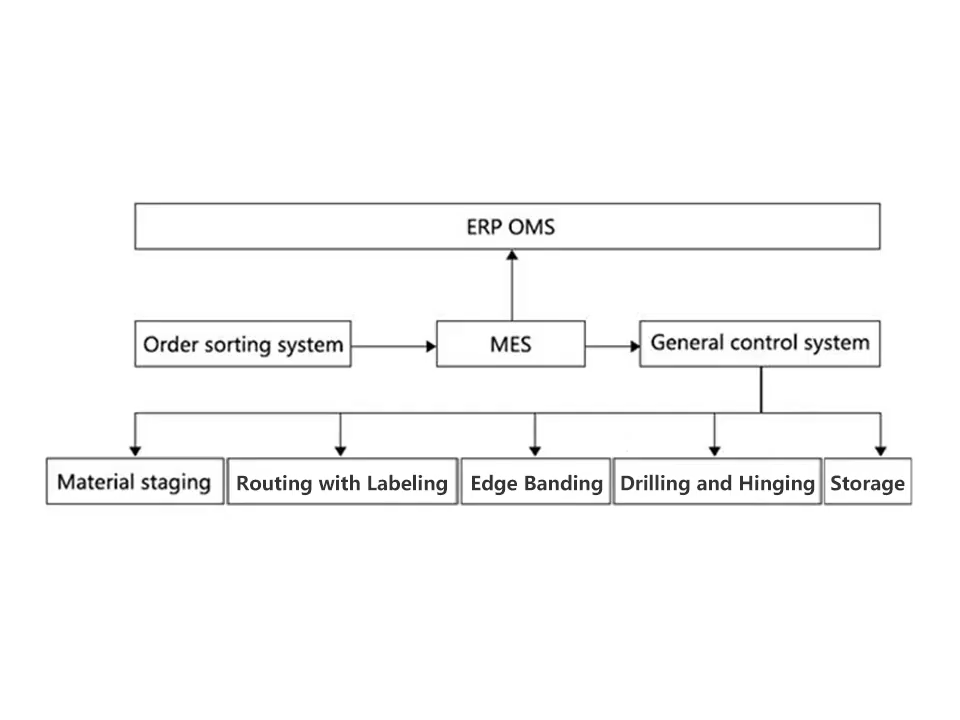 ERP OMS
Order sorting system
MES
General control system
Material staging
Routing with Labeling
Edge Banding
Drilling and Hinging
Storage